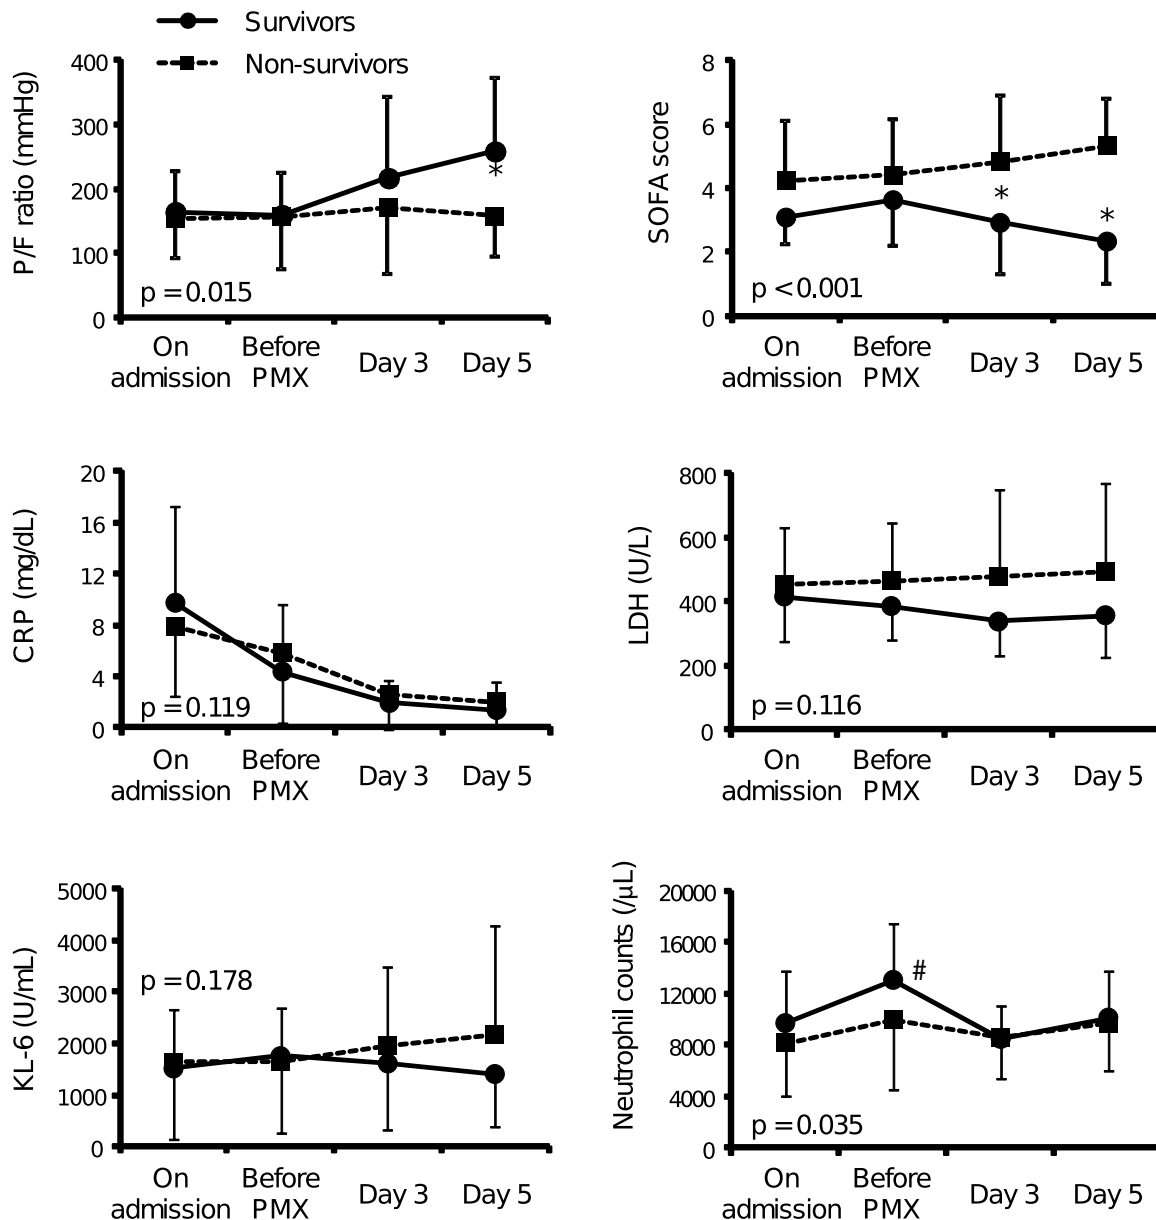 Survivors
Non-survivors
P/F ratio (mmHg)
400
300
200
100
0
*
p = 0.015
On admission
Before PMX
Day 3
Day 5
SOFA score
8
6
4
2
0
*
*
p < 0.001
On admission
Before PMX
Day 3
Day 5
CRP (mg/dL)
20
16
12
8
4
0
p = 0.119
On admission
Before PMX
Day 3
Day 5
LDH (U/L)
800
600
400
200
0
p = 0.116
On admission
Before PMX
Day 3
Day 5
KL-6 (U/mL)
5000
4000
3000
2000
1000
0
p = 0.178
On admission
Before PMX
Day 3
Day 5
Neutrophil counts (/μL)
20000
16000
12000
8000
4000
0
#
p = 0.035
On admission
Before PMX
Day 3
Day 5